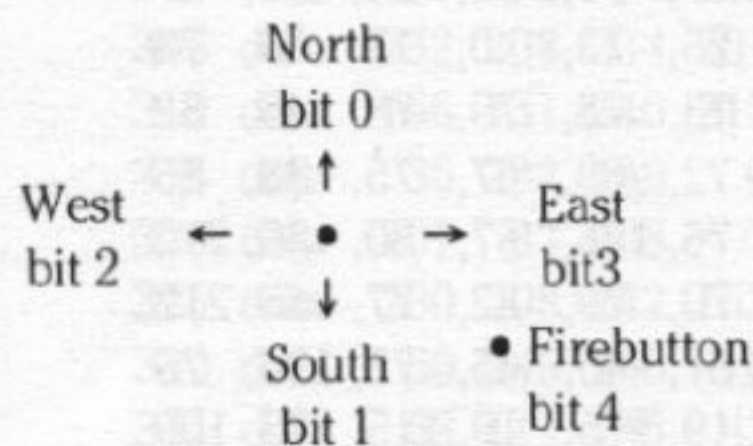 North
bit 0
West
bit 2
East
bit3
South
bit 1
Firebutton
bit 4